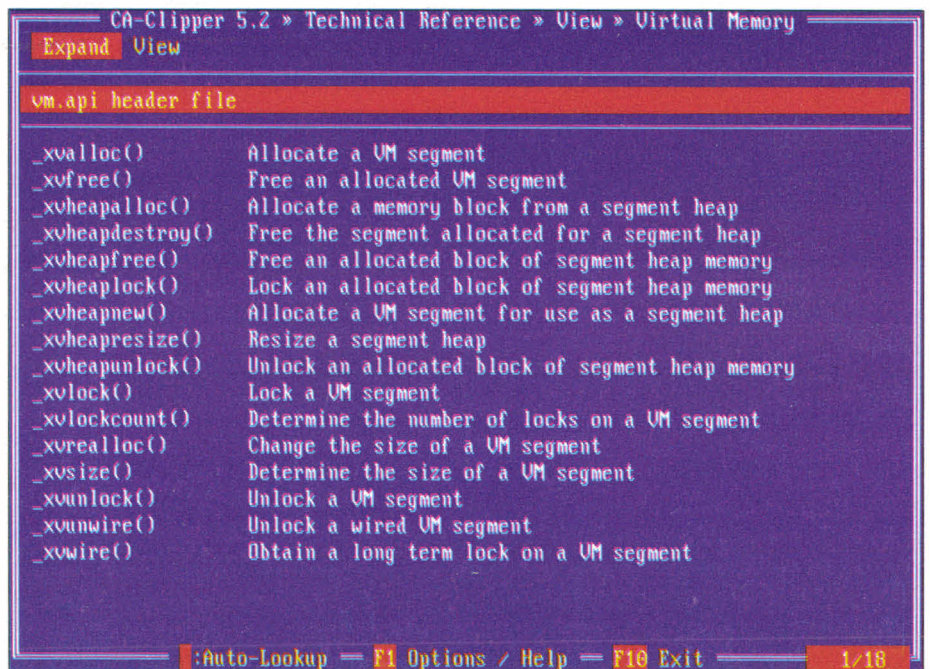 CA-Clipper 5.2 » Technical Reference » View » Virtual Memory
Expand View
vm.api header file
_xvalloc() Allocate a VM segment
_xvfree() Free an allocated VM segment
_xvheapalloc() Allocate a memory block from a segment heap
_xvheapdestroy() Free the segment allocated for a segment heap
_xvheapfree() Free an allocated block of segment heap memory
_xvheaplock() Lock an allocated block of segment heap memory
_xvheapnew() Allocate a VM segment for use as a segment heap
_xvheapresize() Resize a segment heap
_xvheapunlock() Unlock an allocated block of segment heap memory
_xvlock() Lock a VM segment
_xvlockcount() Determine the number of locks on a VM segment
_xvrealloc() Change the size of a VM segment
_xvsize() Determine the size of a VM segment
_xvunlock() Unlock a VM segment
_xvunwire() Unlock a wired VM segment
_xvwire() Obtain a long term lock on a VM segment
:Auto-Lookup F1 Options / Help F10 Exit 1/18